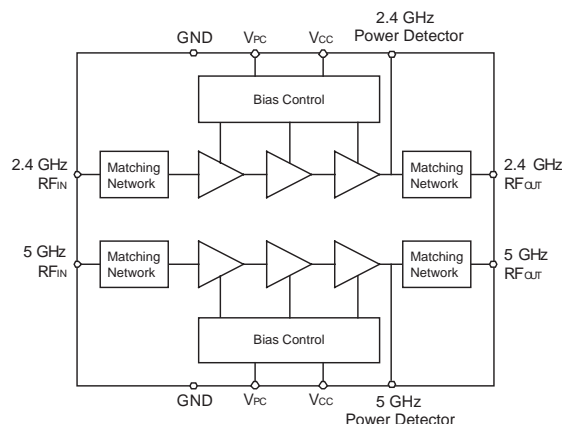 2.4 GHz
Power Detector
GND
VPC
VCC
Bias Control
2.4 GHz
RFIN
Matching
Network
Matching
Network
2.4 GHz
RFOUT
5 GHz
RFIN
Matching
Network
Matching
Network
5 GHz
RFOUT
Bias Control
GND
VPC
VCC
5 GHz
Power Detector